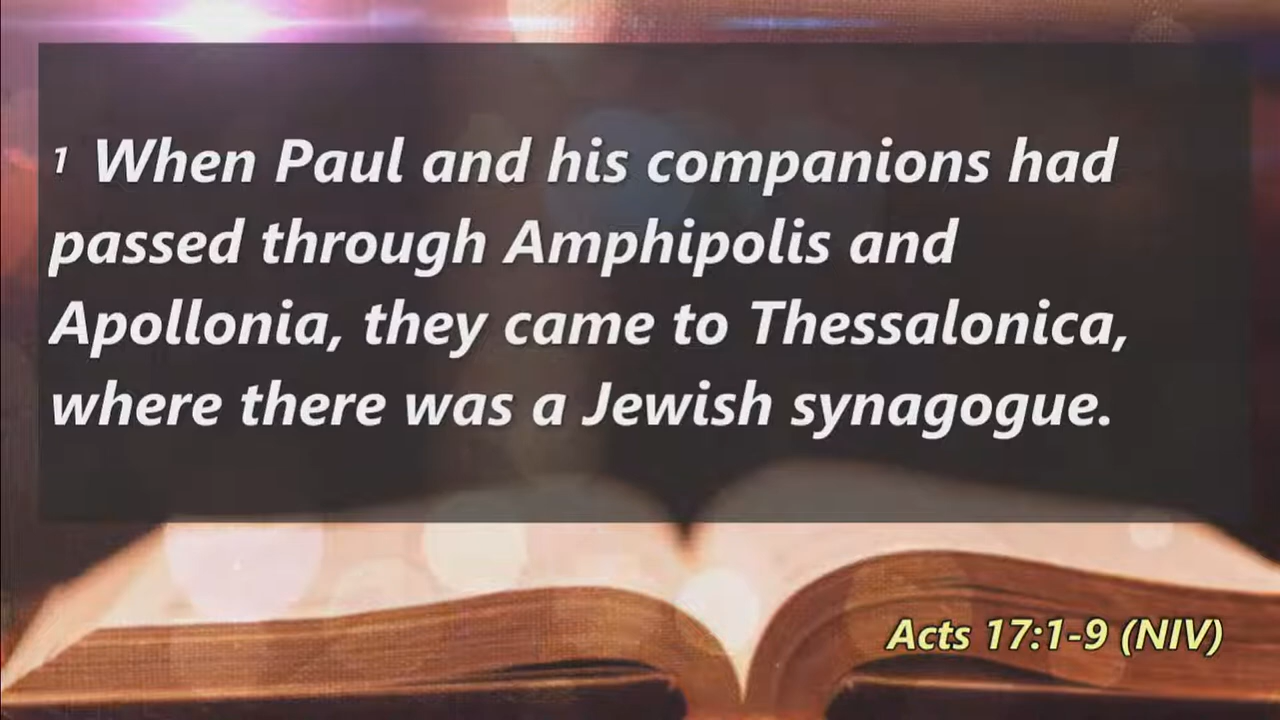 1 When Paul and his companions had
passed through Amphipolis and
Apollonia, they came to Thessalonica,
where there was a Jewish synagogue.
Acts 17:1-9 (NIV)